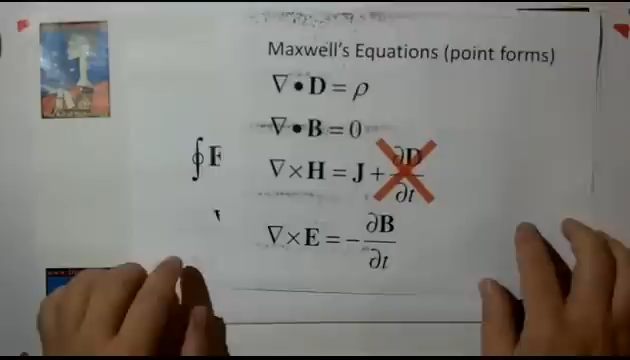 Maxwell's Equations (point forms)
∇•D = ρ
∇•B = 0
∮E
∇×H = J + ∂D/∂t
∇×E = −∂B/∂t